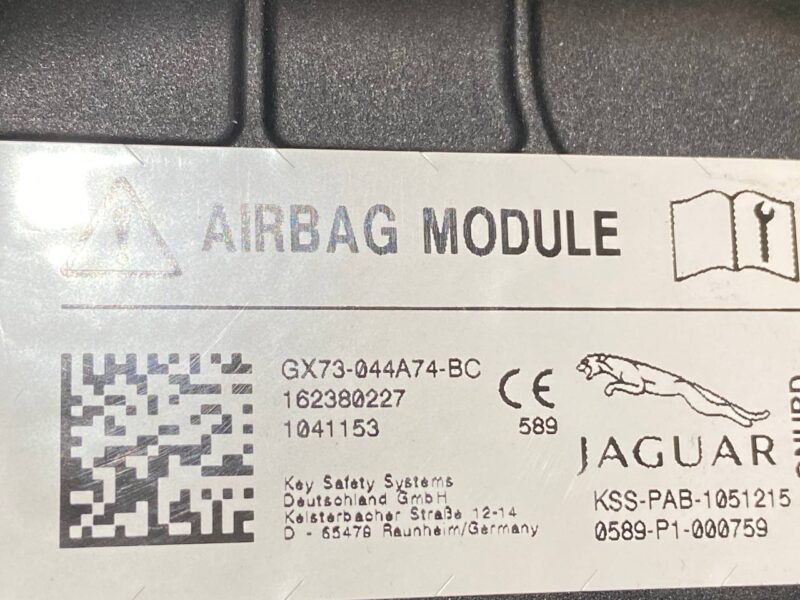 AIRBAG MODULE
GX73-044A74-BC
162380227
1041153
CE
589
JAGUAR
Key Safety Systems
Deutschland GmbH
Kelsterbacher Straße 12-14
D - 65479 Raunheim/Germany
KSS-PAB-1051215
0589-P1-000759